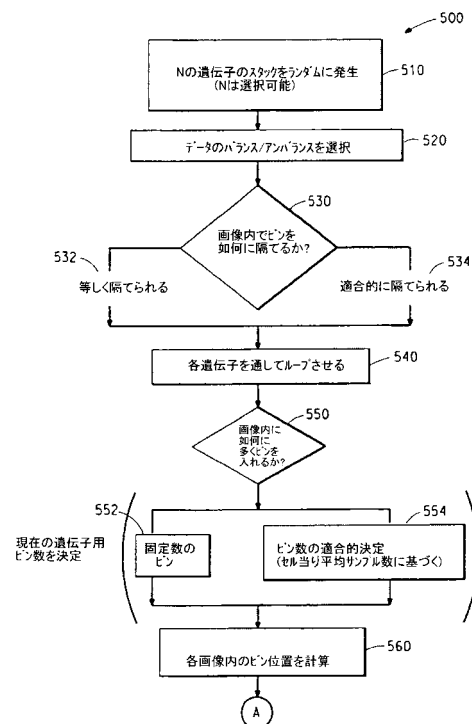 500
Nの遺伝子のスタックをランダムに発生
(Nは選択可能)
510
データのバランス/アンバランスを選択
520
530
画像内でビンを
如何に隔てるか?
532
等しく隔てられる
534
適合的に隔てられる
各遺伝子を通してループさせる
540
550
画像内に
如何に
多くビンを
入れるか?
現在の遺伝子用
ビン数を決定
552
固定数の
ビン
554
ビン数の適合的決定
(セル当り平均サンプル数に基づく)
各画像内のビン位置を計算
560
A